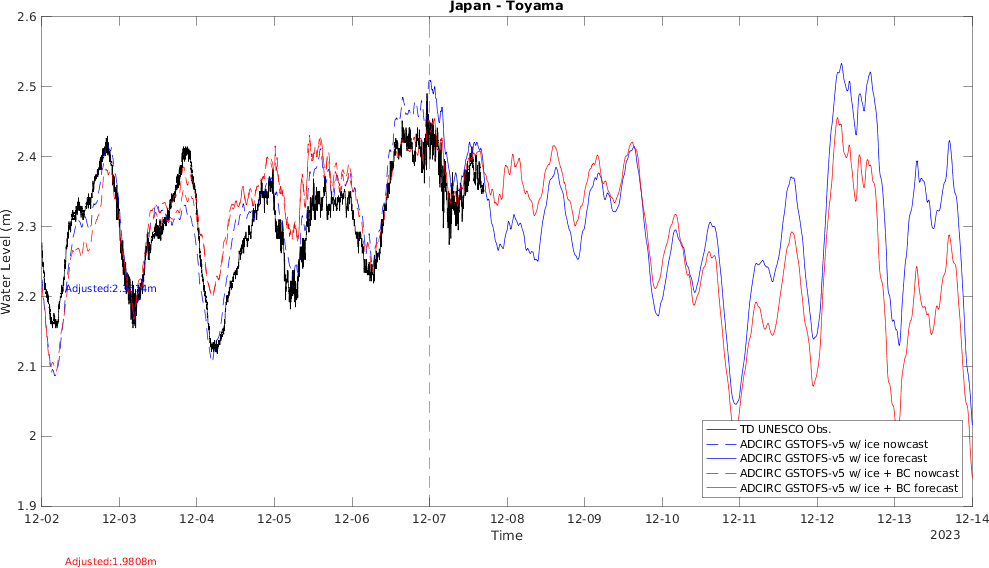 Japan - Toyama
2.6
2.5
2.4
2.3
2.2
2.1
2
1.9
Water Level (m)
TD UNESCO Obs.
ADCIRC GSTOFS-v5 w/ ice nowcast
ADCIRC GSTOFS-v5 w/ ice forecast
ADCIRC GSTOFS-v5 w/ ice + BC nowcast
ADCIRC GSTOFS-v5 w/ ice + BC forecast
12-02 12-03 12-04 12-05 12-06 12-07 12-08 12-09 12-10 12-11 12-12 12-13 12-14
Time
2023
Adjusted:1.9808m